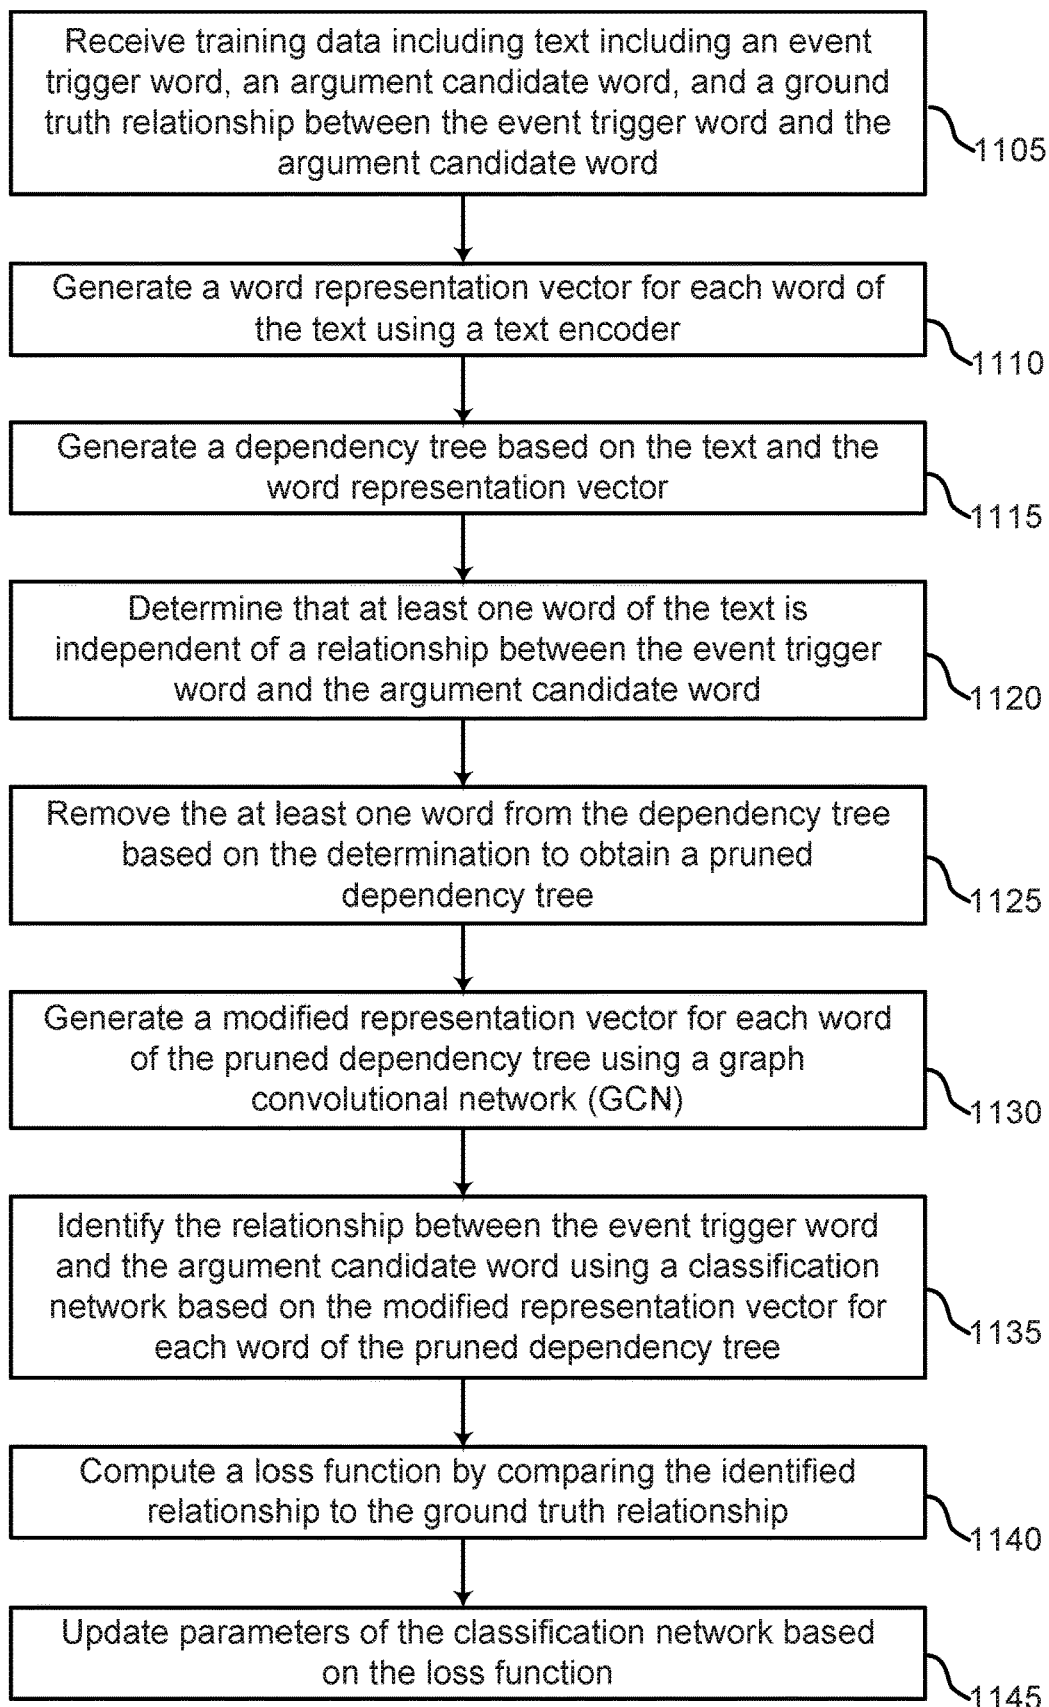 Receive training data including text including an event
trigger word, an argument candidate word, and a ground
truth relationship between the event trigger word and the
argument candidate word
1105
Generate a word representation vector for each word of
the text using a text encoder
1110
Generate a dependency tree based on the text and the
word representation vector
1115
Determine that at least one word of the text is
independent of a relationship between the event trigger
word and the argument candidate word
1120
Remove the at least one word from the dependency tree
based on the determination to obtain a pruned
dependency tree
1125
Generate a modified representation vector for each word
of the pruned dependency tree using a graph
convolutional network (GCN)
1130
Identify the relationship between the event trigger word
and the argument candidate word using a classification
network based on the modified representation vector for
each word of the pruned dependency tree
1135
Compute a loss function by comparing the identified
relationship to the ground truth relationship
1140
Update parameters of the classification network based
on the loss function
1145